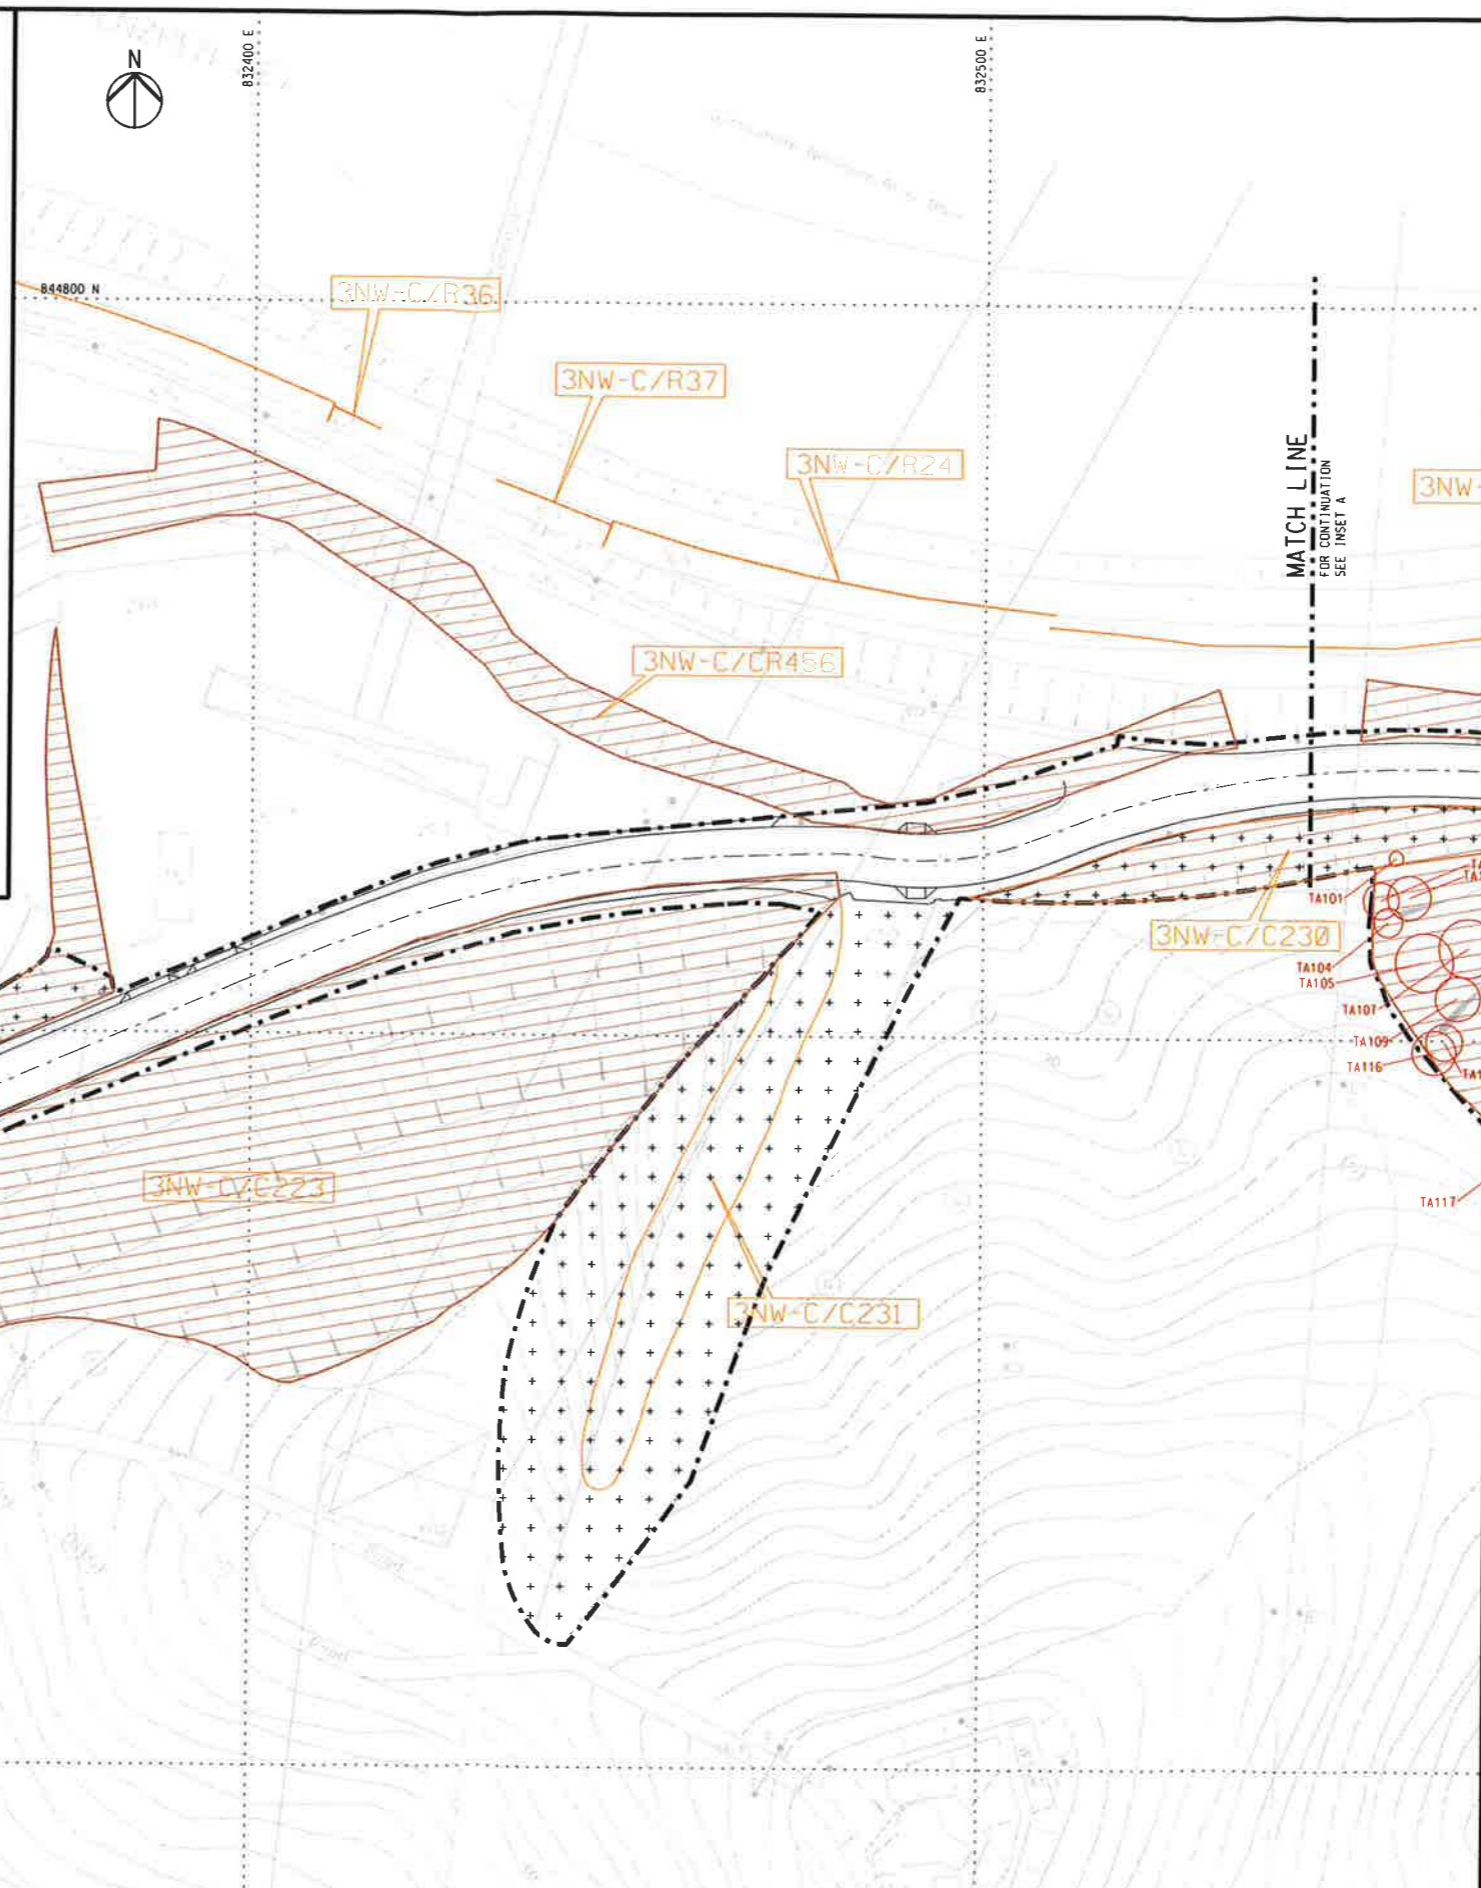 N
832400 E
832500 E
844800 N
3NW-C/R36
3NW-C/R37
3NW-C/R24
MATCH LINE
FOR CONTINUATION
SEE INSET A
3NW-
3NW-C/CR456
3NW-C/C230
TA101
TA104
TA105
TA107
TA109
TA116
TA117
3NW-C/C223
3NW-C/C231